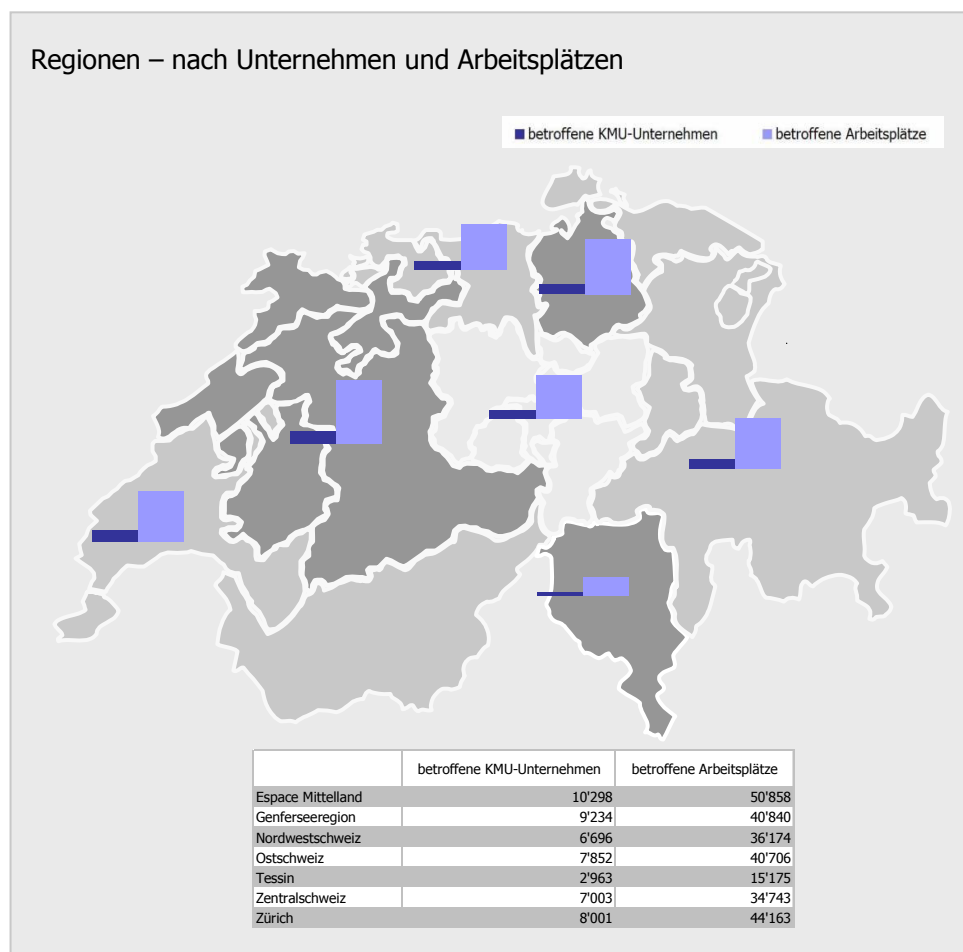 Regionen – nach Unternehmen und Arbeitsplätzen
betroffene KMU-Unternehmen betroffene Arbeitsplätze
betroffene KMU-Unternehmen betroffene Arbeitsplätze
Espace Mittelland 10'298 50'858
Genferseeregion 9'234 40'840
Nordwestschweiz 6'696 36'174
Ostschweiz 7'852 40'706
Tessin 2'963 15'175
Zentralschweiz 7'003 34'743
Zürich 8'001 44'163